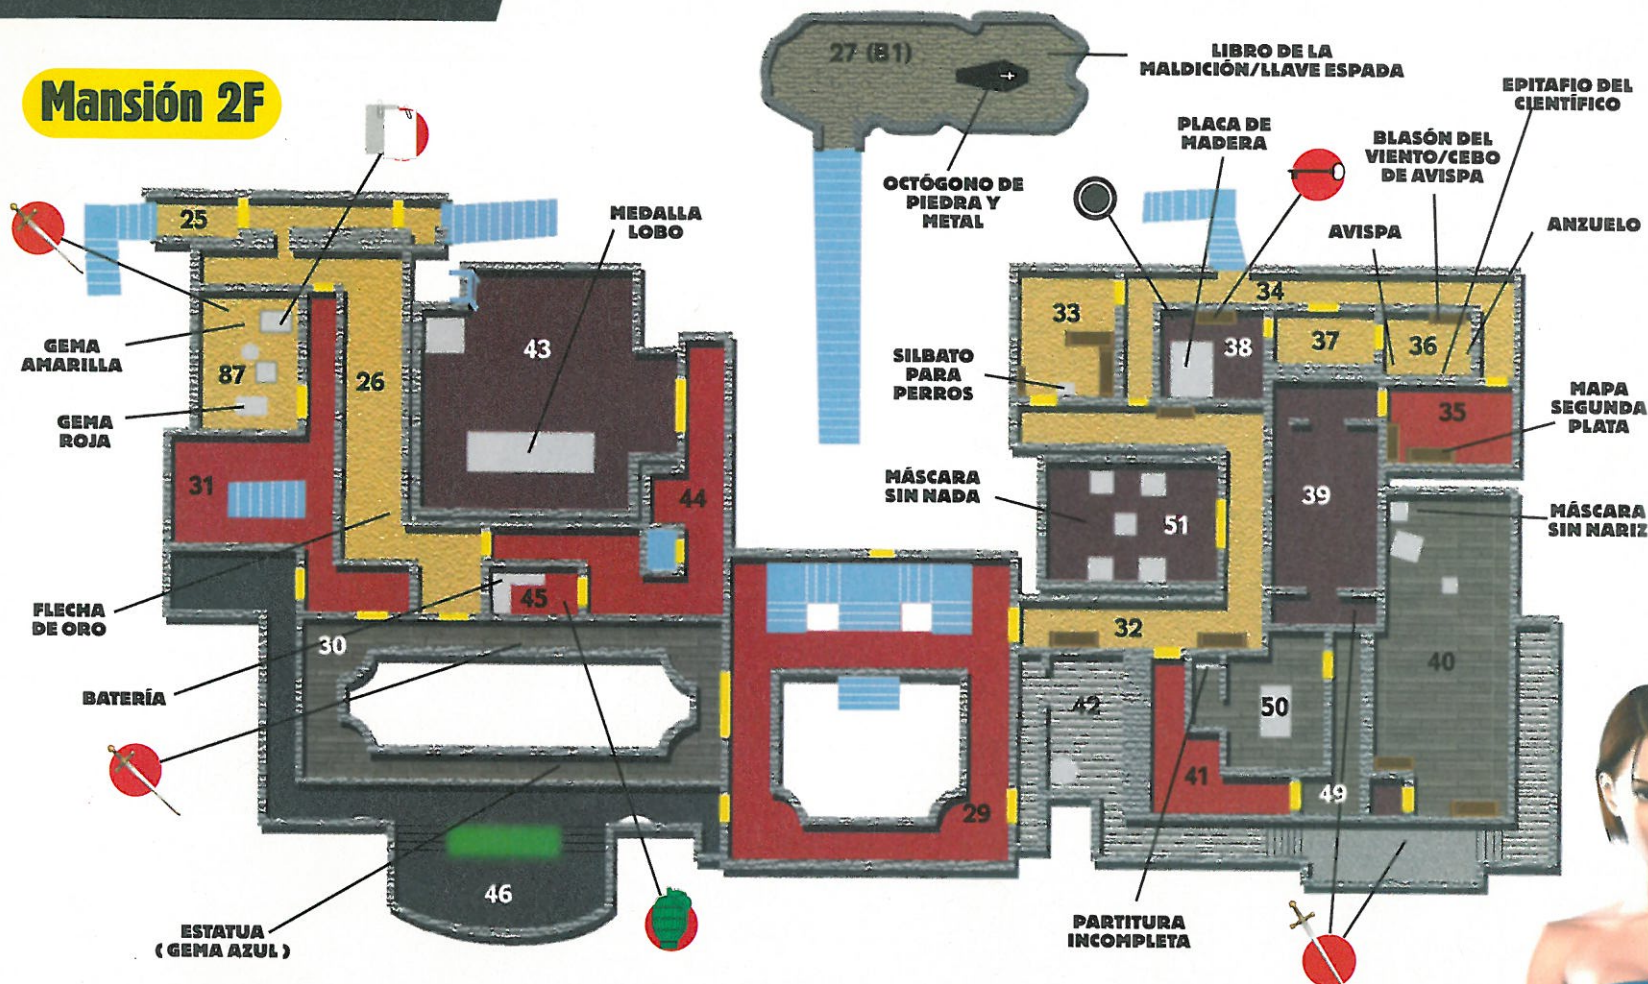 Mansión 2F
27 (B1)
LIBRO DE LA
MALDICIÓN/LLAVE ESPADA
EPITAFIO DEL
CIENTÍFICO
PLACA DE
MADERA
BLASÓN DEL
VIENTO/CEBO
DE AVISPA
OCTÓGONO DE
PIEDRA Y
METAL
MEDALLA
LOBO
AVISPA
ANZUELO
25
34
33
GEMA
AMARILLA
43
38
37
36
SILBATO
PARA
PERROS
87
26
MAPA
SEGUNDA
PLATA
35
GEMA
ROJA
31
44
MÁSCARA
SIN NADA
39
MÁSCARA
SIN NARIZ
51
FLECHA
DE ORO
45
32
30
40
BATERÍA
42
50
41
49
29
46
ESTATUA
( GEMA AZUL )
PARTITURA
INCOMPLETA